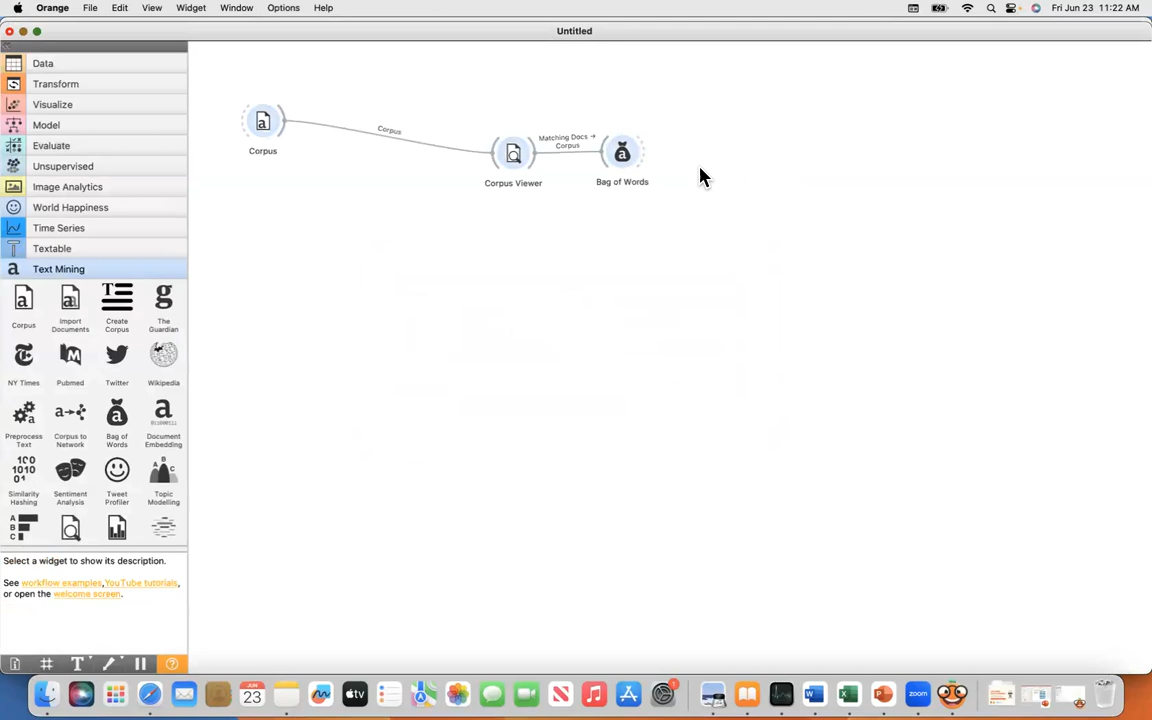 Orange File Edit View Widget Window Options Help Fri Jun 23 11:22 AM
Untitled
Data
Transform
Visualize
Model
Evaluate
Unsupervised
Image Analytics
World Happiness
Time Series
Textable
Text Mining
Corpus
Import
Documents
Create
Corpus
The
Guardian
NY Times
Pubmed
Twitter
Wikipedia
Preprocess
Text
Corpus to
Network
Bag of
Words
Document
Embedding
Similarity
Hashing
Sentiment
Analysis
Tweet
Profiler
Topic
Modelling
Select a widget to show its description.
See workflow examples, YouTube tutorials,
or open the welcome screen.
Corpus
Corpus
Corpus Viewer
Matching Docs →
Corpus
Bag of Words